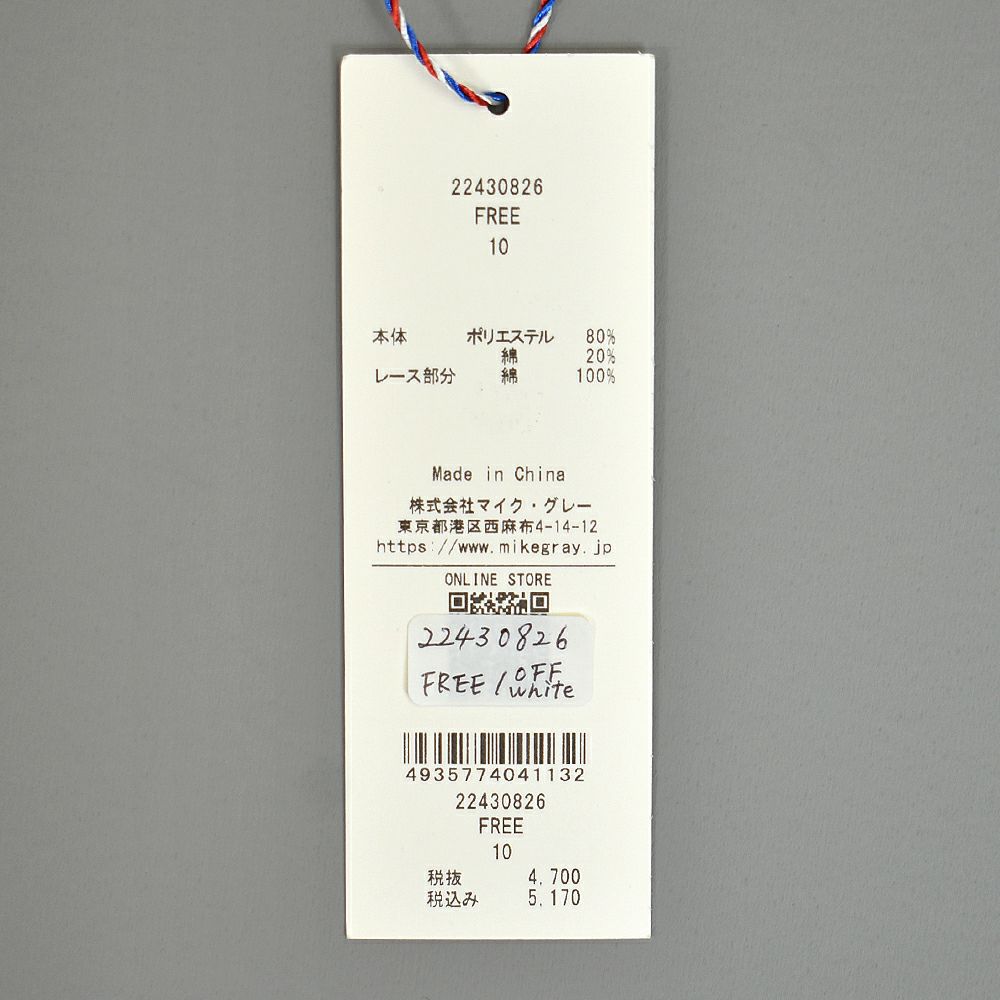 22430826
FREE
10
本体 ポリエステル 80%
綿 20%
レース部分 綿 100%
Made in China
株式会社マイク・グレー
東京都港区西麻布4-14-12
https://www.mikegray.jp
ONLINE STORE
22430826
FREE / OFF white
4935774041132
22430826
FREE
10
税抜 4,700
税込み 5,170